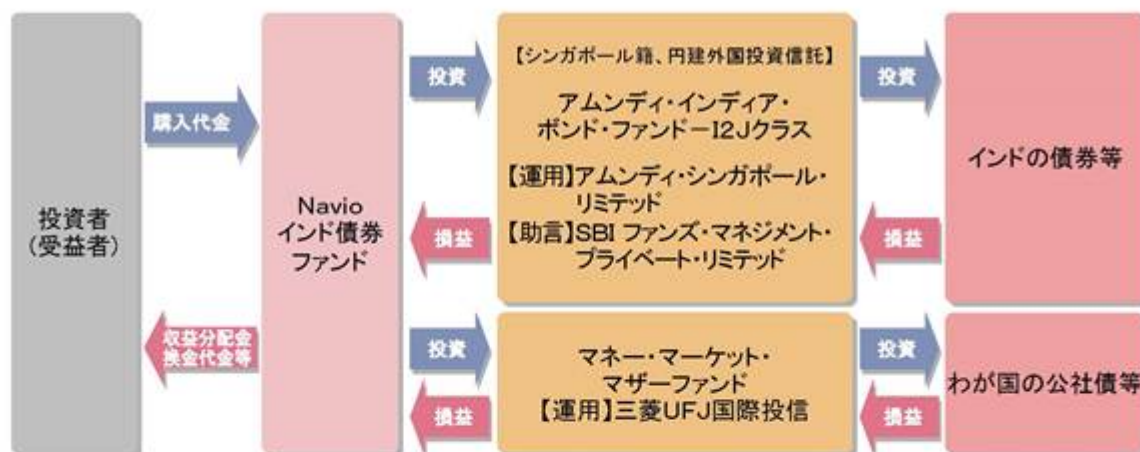 投資者
(受益者)
購入代金
収益分配金
換金代金等
Navio
インド債券
ファンド
投資
損益
【シンガポール籍、円建外国投資信託】
アムンディ・インディア・
ボンド・ファンド－I2Jクラス
【運用】アムンディ・シンガポール・
リミテッド
【助言】SBI ファンズ・マネジメント・
プライベート・リミテッド
投資
損益
インドの債券等
投資
損益
マネー・マーケット・
マザーファンド
【運用】三菱UFJ国際投信
投資
損益
わが国の公社債等